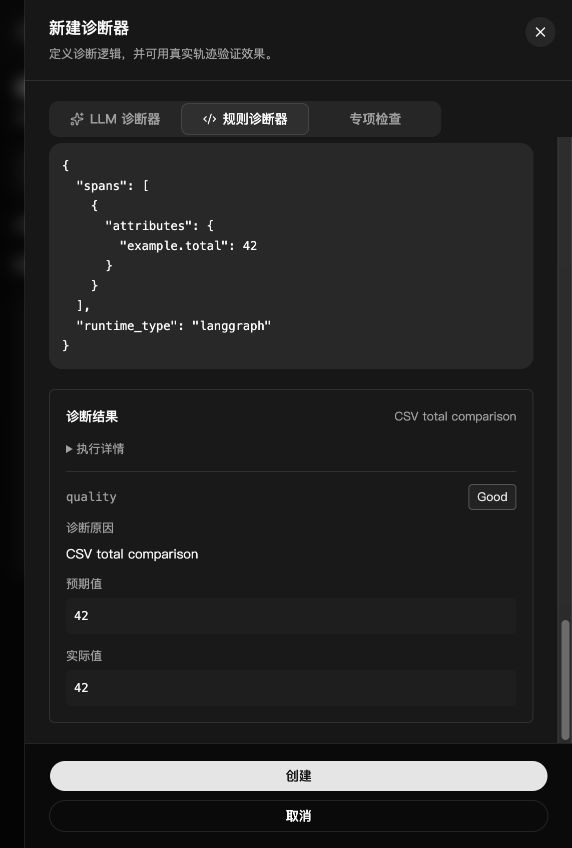 新建诊断器
定义诊断逻辑，并可用真实轨迹验证效果。
LLM 诊断器
</> 规则诊断器
专项检查
{
  "spans": [
    {
      "attributes": {
        "example.total": 42
      }
    }
  ],
  "runtime_type": "langgraph"
}
诊断结果
CSV total comparison
▶ 执行详情
quality
Good
诊断原因
CSV total comparison
预期值
42
实际值
42
创建
取消